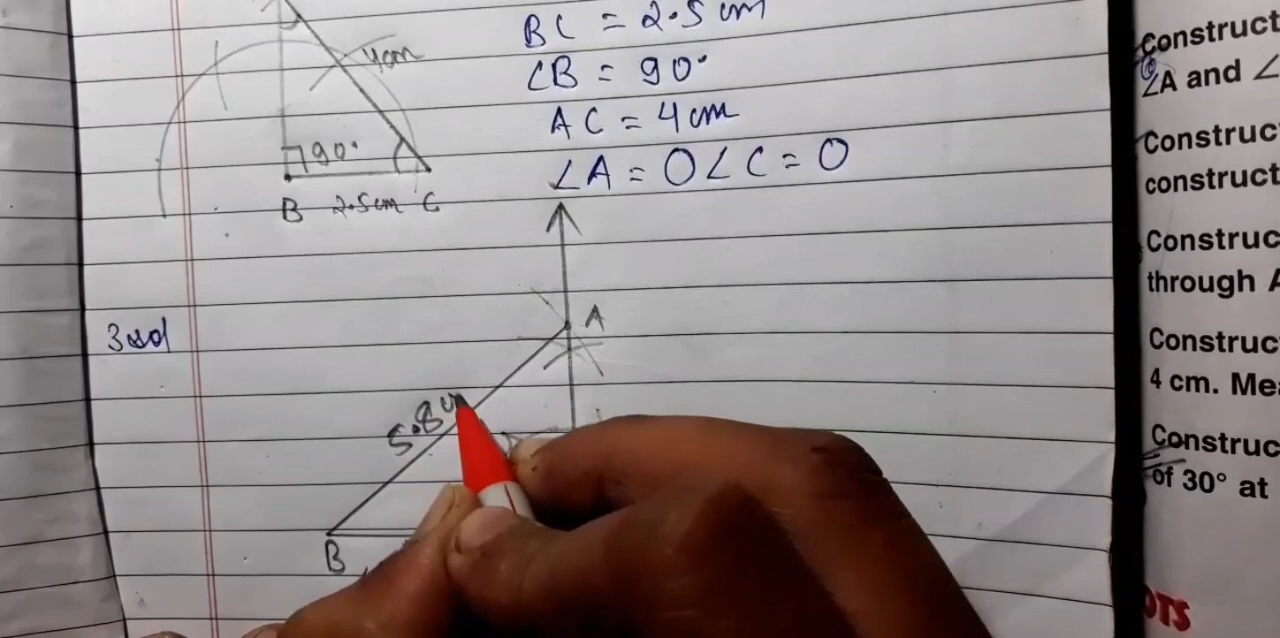 BC = 2.5 cm
∠B = 90°
AC = 4 cm
∠A = 0 ∠C = 0
4cm
90°
B 2.5cm C
3rd
A
5.8
B
Construct
∠A and ∠
Construc
construct
Construc
through A
Construc
4 cm. Me
Construc
of 30° at
OTS